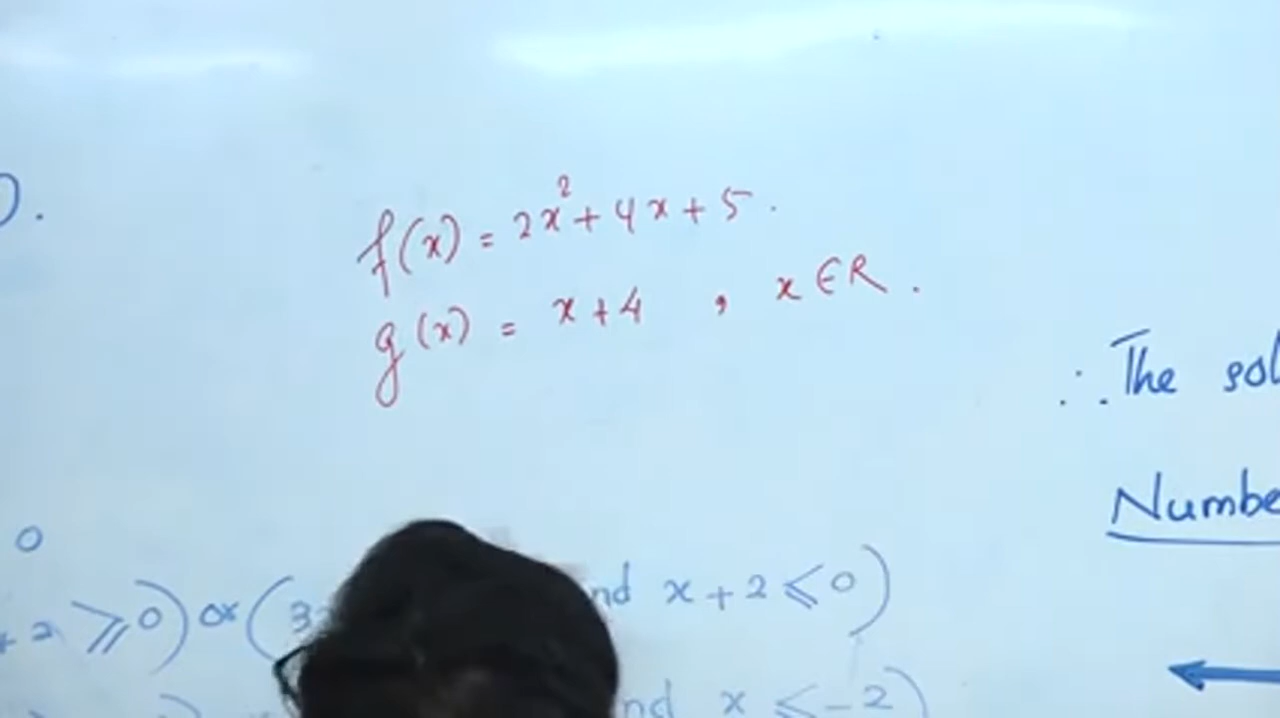 ).
f(x) = 2x² + 4x + 5.
g(x) = x + 4 , x ∈ R.
∴ The sol
Numbe
0
+ 2 ⩾ 0) or (3 nd x + 2 ⩽ 0)
nd x ⩽ -2)